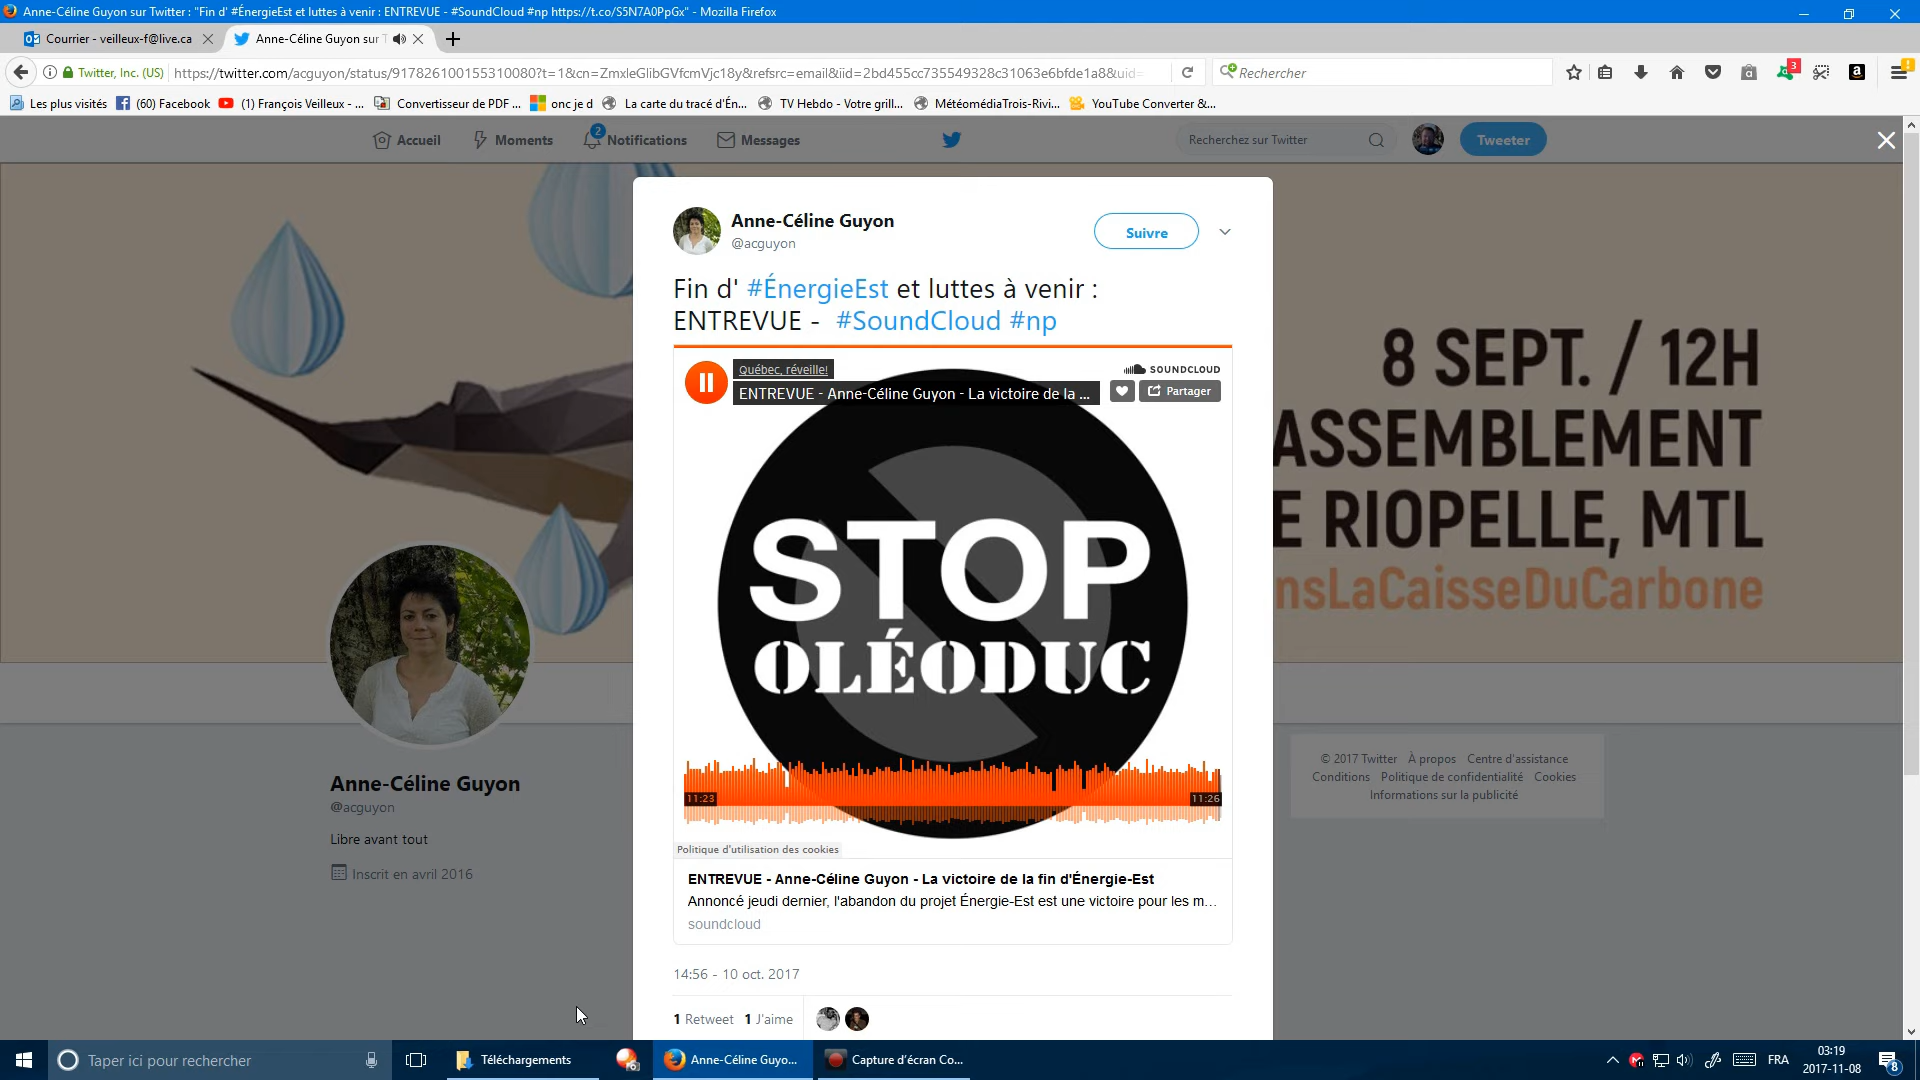 Anne-Céline Guyon sur Twitter : "Fin d' #ÉnergieEst et luttes à venir : ENTREVUE - #SoundCloud #np https://t.co/S5N7A0PpGx" - Mozilla Firefox
Courrier - veilleux-f@live.ca
Anne-Céline Guyon sur T
Twitter, Inc. (US)
https://twitter.com/acguyon/status/917826100155310080?t=1&cn=ZmxleGlibGVfcmVjc18y&refsrc=email&iid=2bd455cc735549328c31063e6bfde1a8&uid=
Rechercher
3
Les plus visités
(60) Facebook
(1) François Veilleux - ...
Convertisseur de PDF ...
onc je d
La carte du tracé d'Én...
TV Hebdo - Votre grill...
MétéomédiaTrois-Rivi...
YouTube Converter &...
Accueil
Moments
2
Notifications
Messages
Recherchez sur Twitter
Tweeter
Anne-Céline Guyon
@acguyon
Suivre
Fin d' #ÉnergieEst et luttes à venir :
ENTREVUE - #SoundCloud #np
Québec, réveille!
SOUNDCLOUD
ENTREVUE - Anne-Céline Guyon - La victoire de la ...
Partager
STOP
OLÉODUC
11:23
11:26
Politique d'utilisation des cookies
ENTREVUE - Anne-Céline Guyon - La victoire de la fin d'Énergie-Est
Annoncé jeudi dernier, l'abandon du projet Énergie-Est est une victoire pour les m…
soundcloud
14:56 - 10 oct. 2017
1 Retweet 1 J'aime
8 SEPT. / 12H
ASSEMBLEMENT
E RIOPELLE, MTL
nsLaCaisseDuCarbone
Anne-Céline Guyon
@acguyon
Libre avant tout
Inscrit en avril 2016
© 2017 Twitter À propos Centre d'assistance
Conditions Politique de confidentialité Cookies
Informations sur la publicité
Taper ici pour rechercher
Téléchargements
Anne-Céline Guyo...
Capture d'écran Co...
FRA
03:19
2017-11-08
8